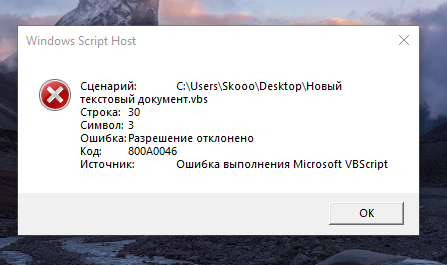 Windows Script Host
Сценарий: C:\Users\Skooo\Desktop\Новый
текстовый документ.vbs
Строка: 30
Символ: 3
Ошибка: Разрешение отклонено
Код: 800A0046
Источник: Ошибка выполнения Microsoft VBScript
OK